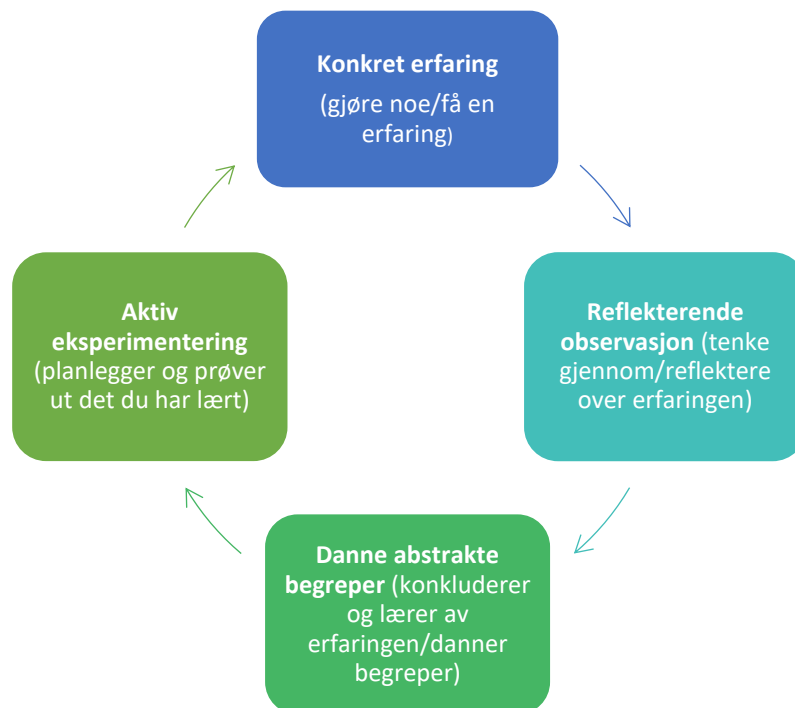 Konkret erfaring
(gjøre noe/få en
erfaring)
Reflekterende
observasjon (tenke
gjennom/reflektere
over erfaringen)
Danne abstrakte
begreper (konkluderer
og lærer av
erfaringen/danner
begreper)
Aktiv
eksperimentering
(planlegger og prøver
ut det du har lært)